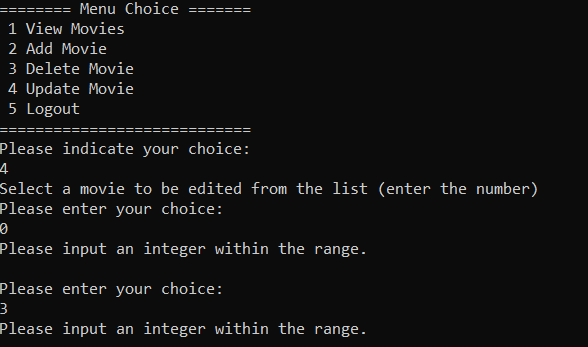 ======== Menu Choice =======
1 View Movies
2 Add Movie
3 Delete Movie
4 Update Movie
5 Logout
============================
Please indicate your choice:
4
Select a movie to be edited from the list (enter the number)
Please enter your choice:
0
Please input an integer within the range.
Please enter your choice:
3
Please input an integer within the range.